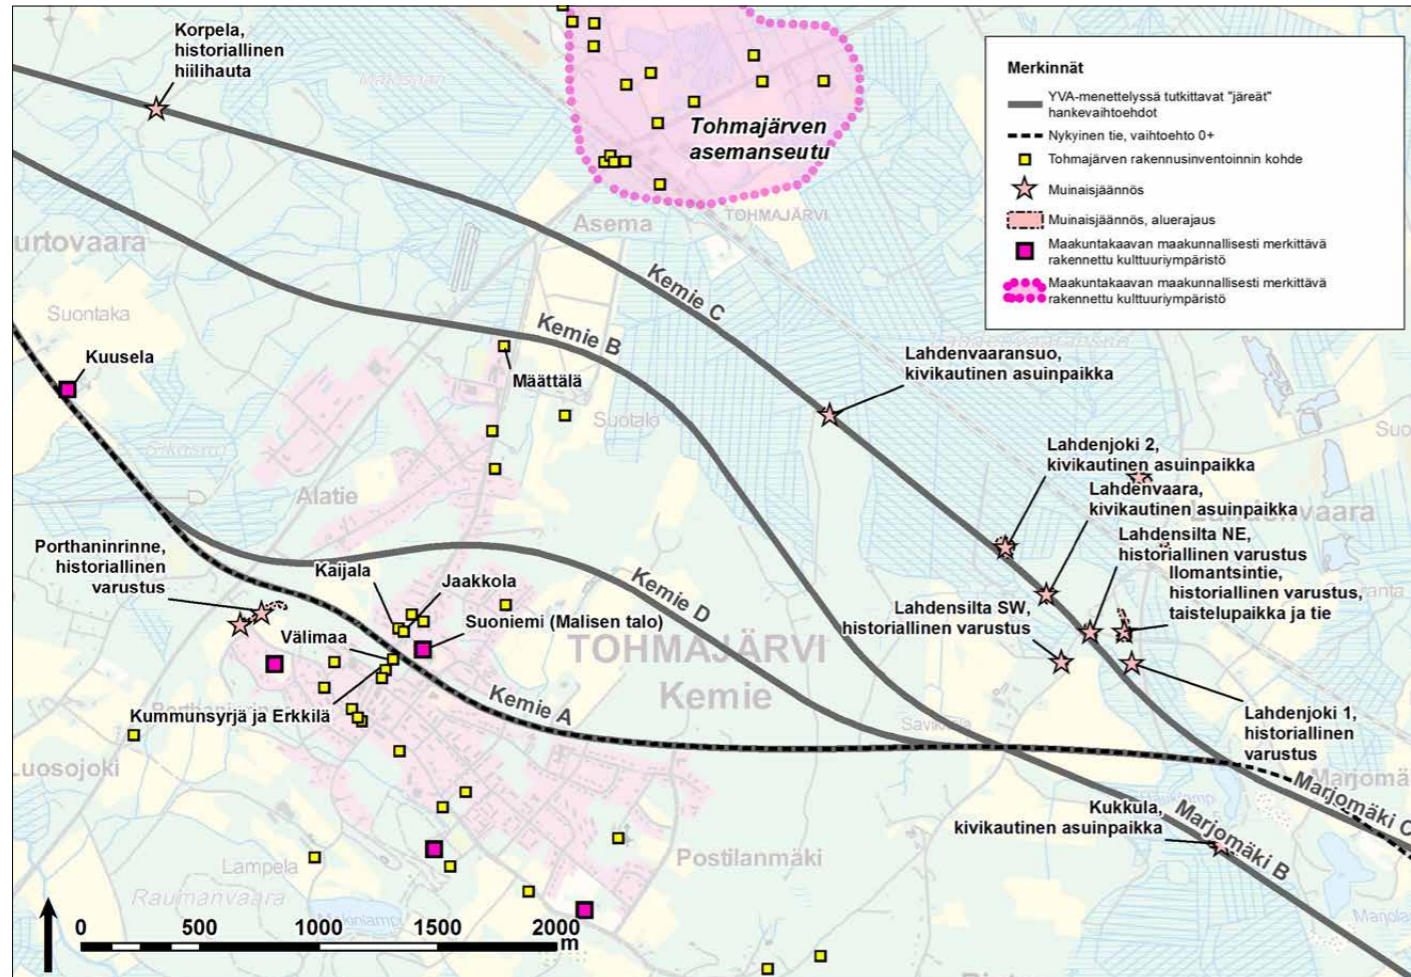 Korpela,
historiallinen
hiilihauta
Tohmajärven
asemanseutu
Merkinnät
YVA-menettelyssä tutkittavat "järeät"
hankevaihtoehdot
Nykyinen tie, vaihtoehto 0+
Tohmajärven rakennusinventoinnin kohde
Muinaisjäännös
Muinaisjäännös, aluerajaus
Maakuntakaavan maakunnallisesti merkittävä
rakennettu kulttuuriympäristö
Maakuntakaavan maakunnallisesti merkittävä
rakennettu kulttuuriympäristö
Asema
TOHMAJÄRVI
urtovaara
Kemie C
Suontaka
Kemie B
Kuusela
Määttälä
Lahdenvaaransuo,
kivikautinen asuinpaikka
Suotalo
Suo
Lahdenjoki 2,
kivikautinen asuinpaikka
Alatie
Lahdenvaara,
kivikautinen asuinpaikka
Lahdenvaara
Lahdensilta NE,
historiallinen varustus
Porthaninrinne,
historiallinen
varustus
Kaijala
Jaakkola
Kemie D
Ilomantsintie,
historiallinen varustus,
taistelupaikka ja tie
ranta
Lahdensilta SW,
historiallinen varustus
Suoniemi (Malisen talo)
Välimaa
TOHMAJÄRVI
Kemie
Kemie A
Kummunsyrjä ja Erkkilä
Lahdenjoki 1,
historiallinen
varustus
Luosojoki
Marjomä
Marjomäki C
Kukkula,
kivikautinen asuinpaikka
Marjomäki B
Postilanmäki
Lampela
Raumanvaara
0 500 1000 1500 2000
m